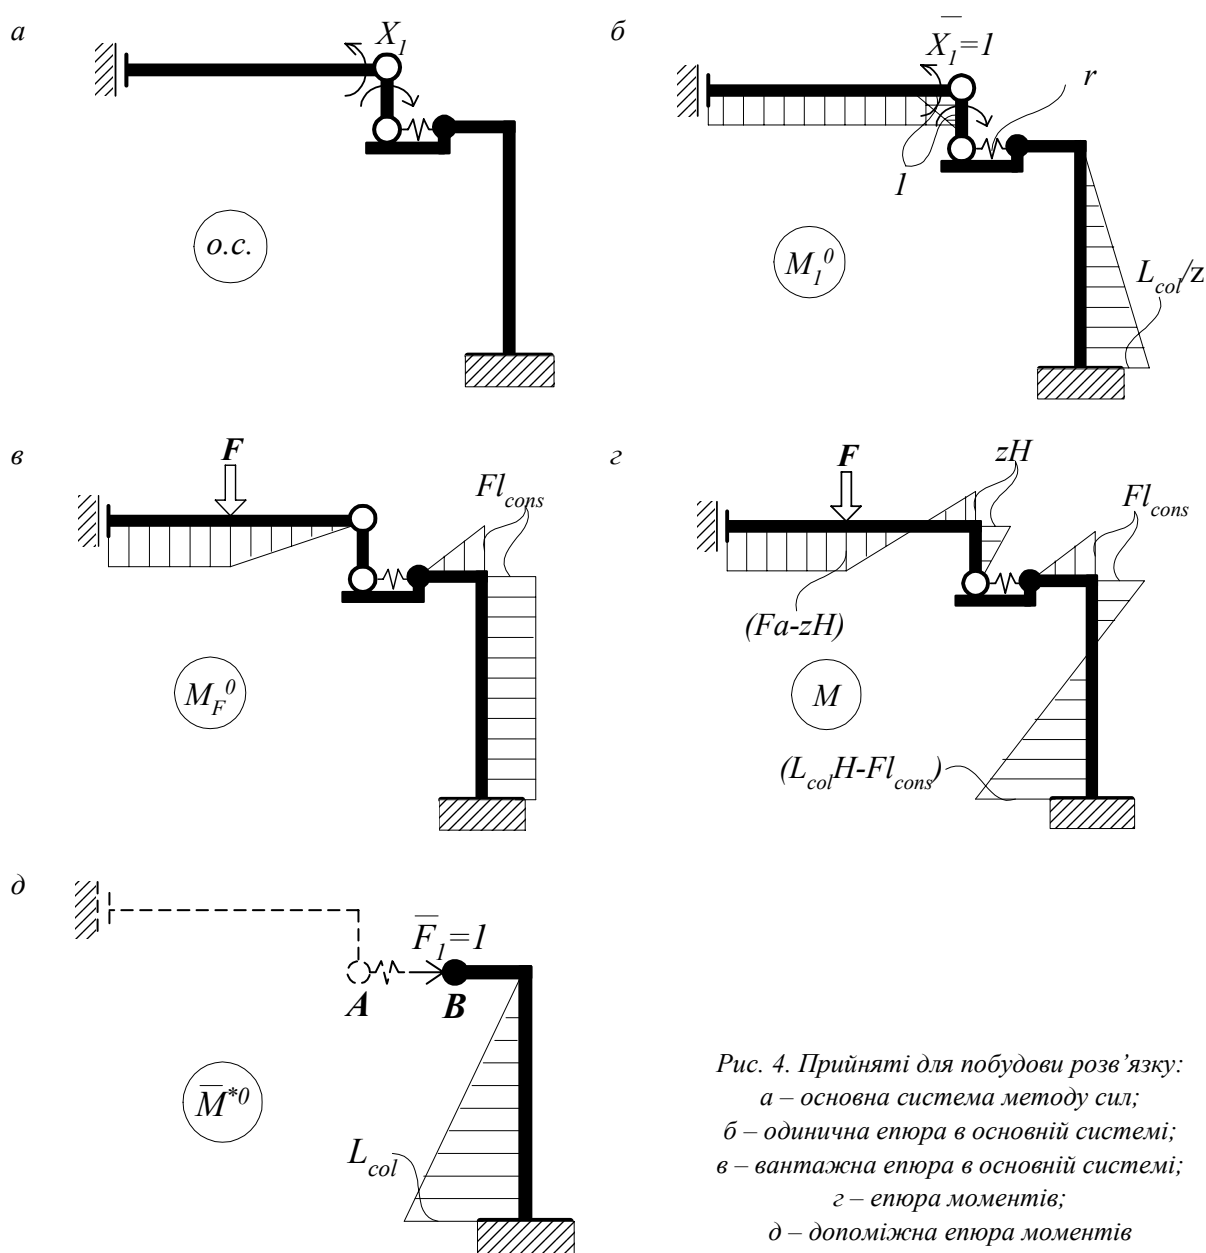 а
X1
о.с.
б
X1=1
r
1
M1^0
Lcol/z
в
F
Flcons
MF^0
г
F
zH
Flcons
(Fa-zH)
M
(LcolH-Flcons)
д
F1=1
A
B
M*0
Lcol
Рис. 4. Прийняті для побудови розв’язку:
а – основна система методу сил;
б – одинична епюра в основній системі;
в – вантажна епюра в основній системі;
г – епюра моментів;
д – допоміжна епюра моментів